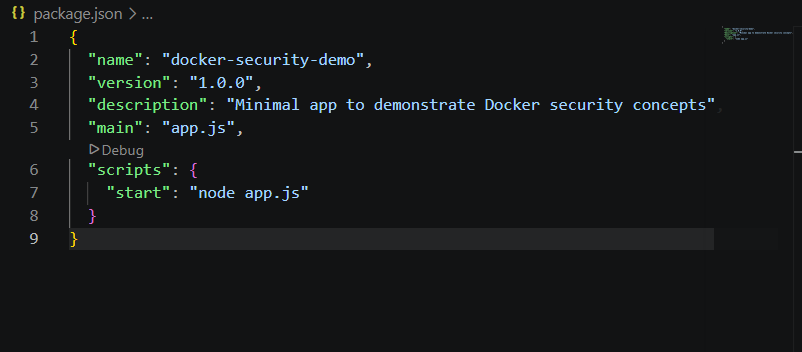 {} package.json > ...
1 {
2 "name": "docker-security-demo",
3 "version": "1.0.0",
4 "description": "Minimal app to demonstrate Docker security concepts",
5 "main": "app.js",
Debug
6 "scripts": {
7 "start": "node app.js"
8 }
9 }